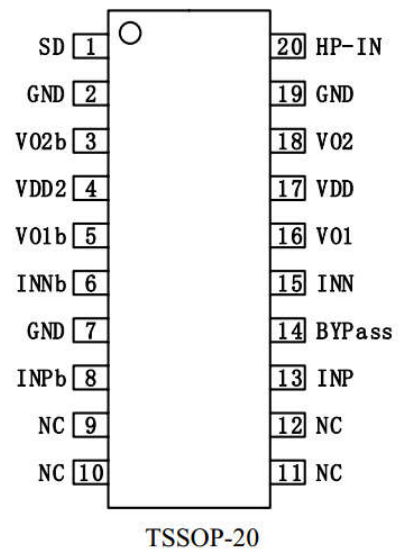 SD 1 20 HP-IN
GND 2 19 GND
VO2b 3 18 VO2
VDD2 4 17 VDD
VO1b 5 16 VO1
INNb 6 15 INN
GND 7 14 BYPass
INPb 8 13 INP
NC 9 12 NC
NC 10 11 NC
TSSOP-20